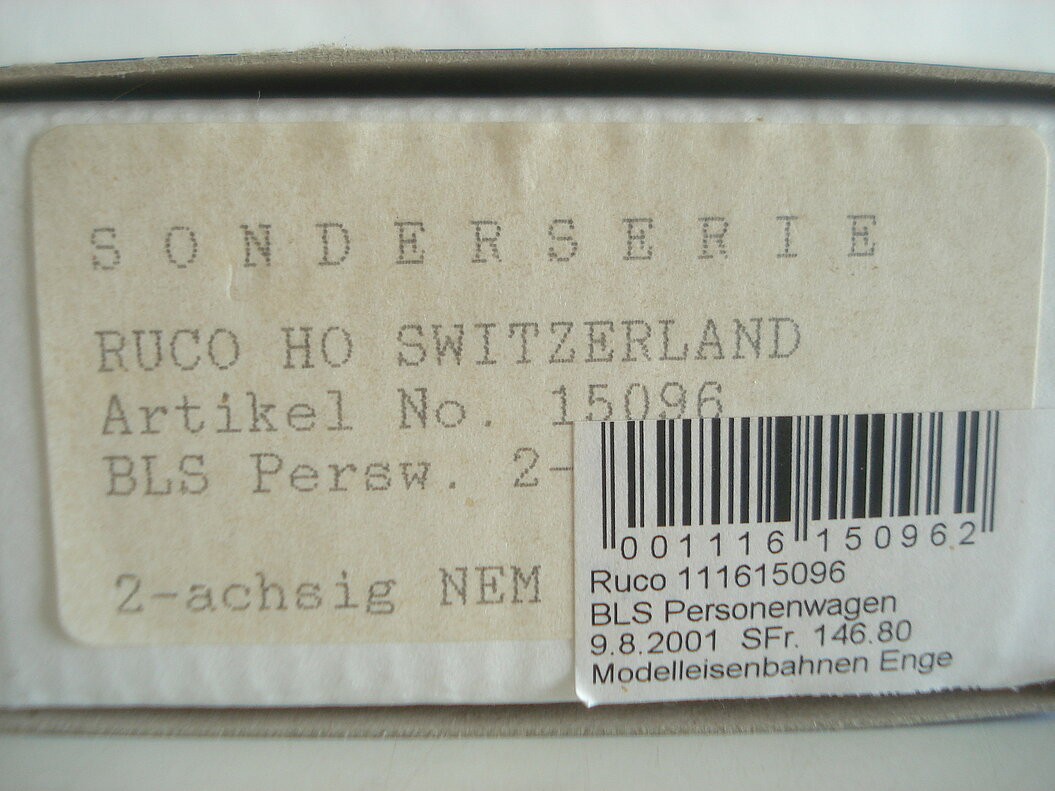 S O N D E R S E R I E
RUCO HO SWITZERLAND
Artikel No. 15096
BLS Persw. 2-
2-achsig NEM
001116 150962
Ruco 111615096
BLS Personenwagen
9.8.2001 SFr. 146.80
Modelleisenbahnen Enge